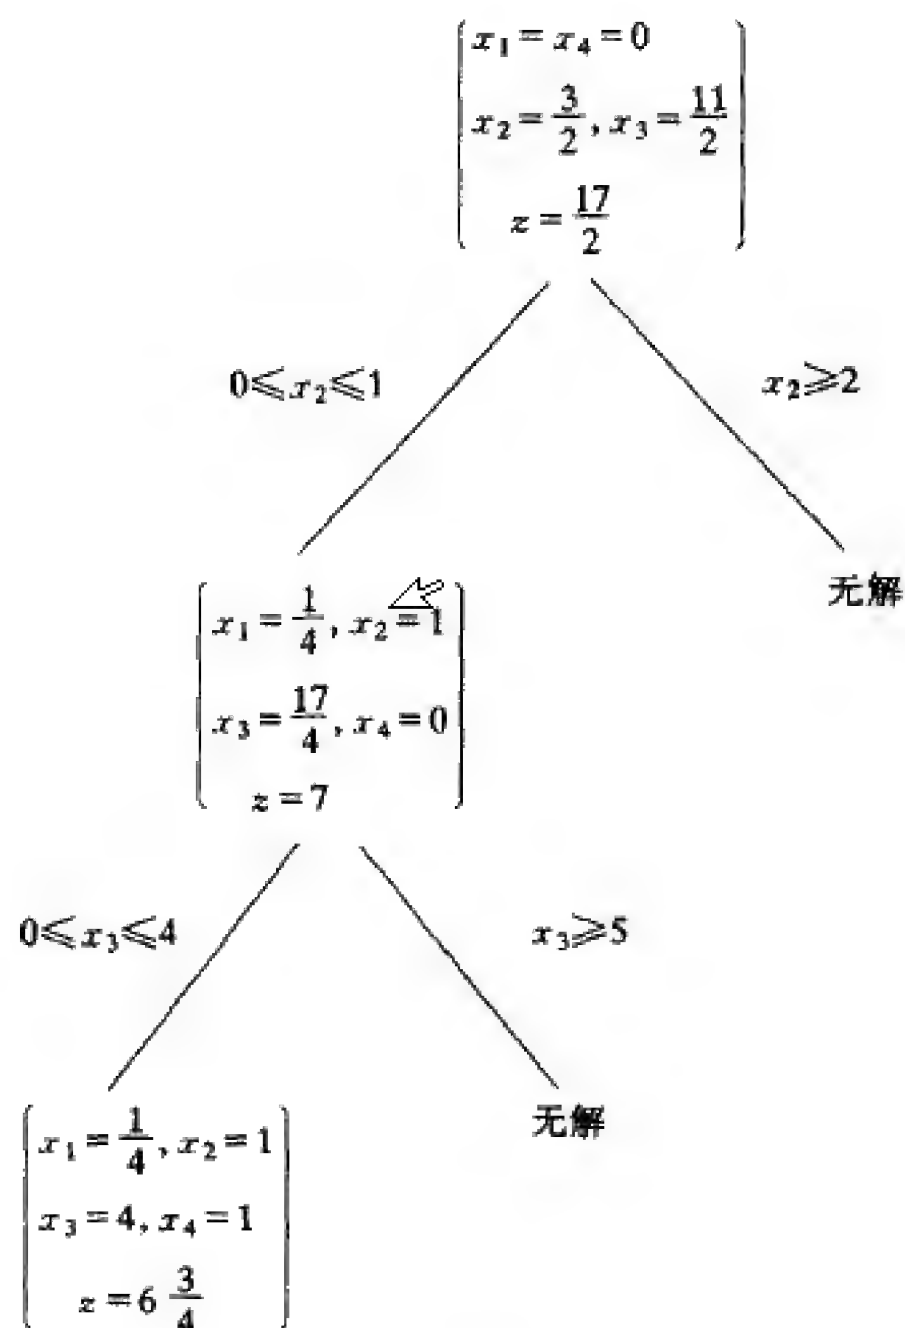 x₁ = x₄ = 0
x₂ = 3/2, x₃ = 11/2
z = 17/2
0⩽x₂⩽1
x₂⩾2
x₁ = 1/4, x₂ = 1
x₃ = 17/4, x₄ = 0
z = 7
无解
0⩽x₃⩽4
x₃⩾5
x₁ = 1/4, x₂ = 1
x₃ = 4, x₄ = 1
z = 6 3/4
无解